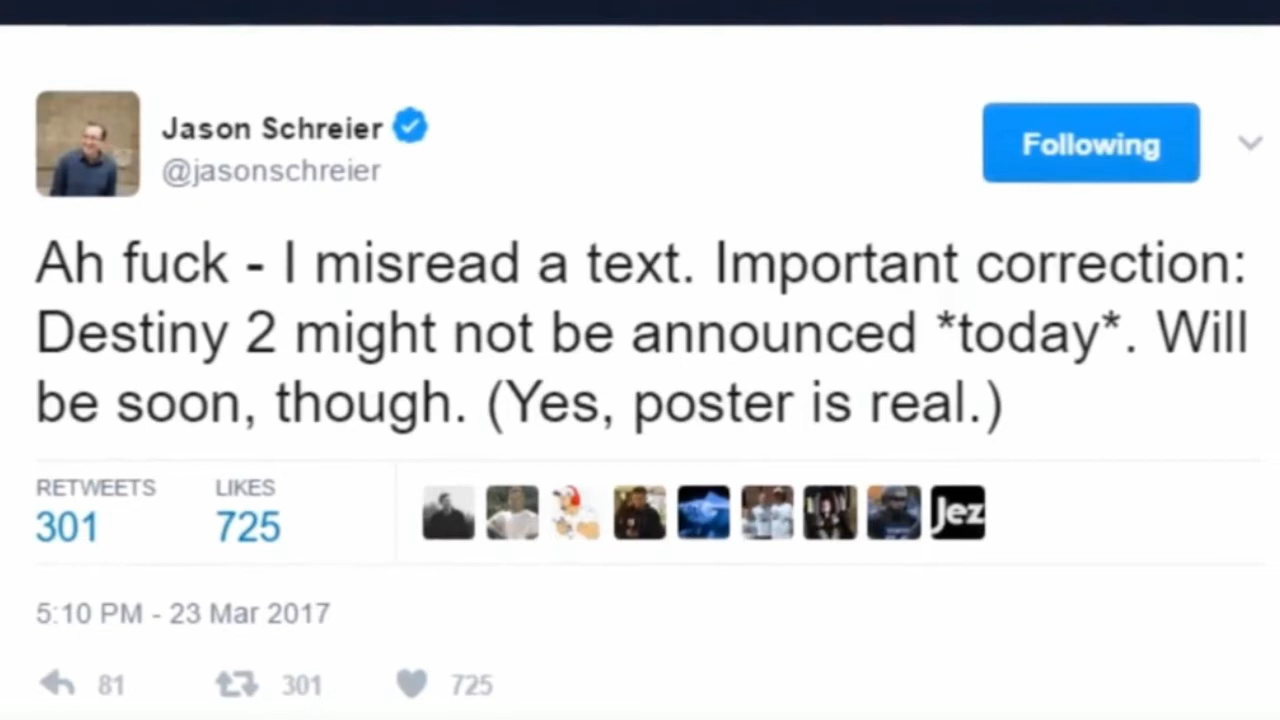 Jason Schreier
@jasonschreier
Following
Ah fuck - I misread a text. Important correction:
Destiny 2 might not be announced *today*. Will
be soon, though. (Yes, poster is real.)
RETWEETS LIKES
301 725
Jez
5:10 PM - 23 Mar 2017
81 301 725